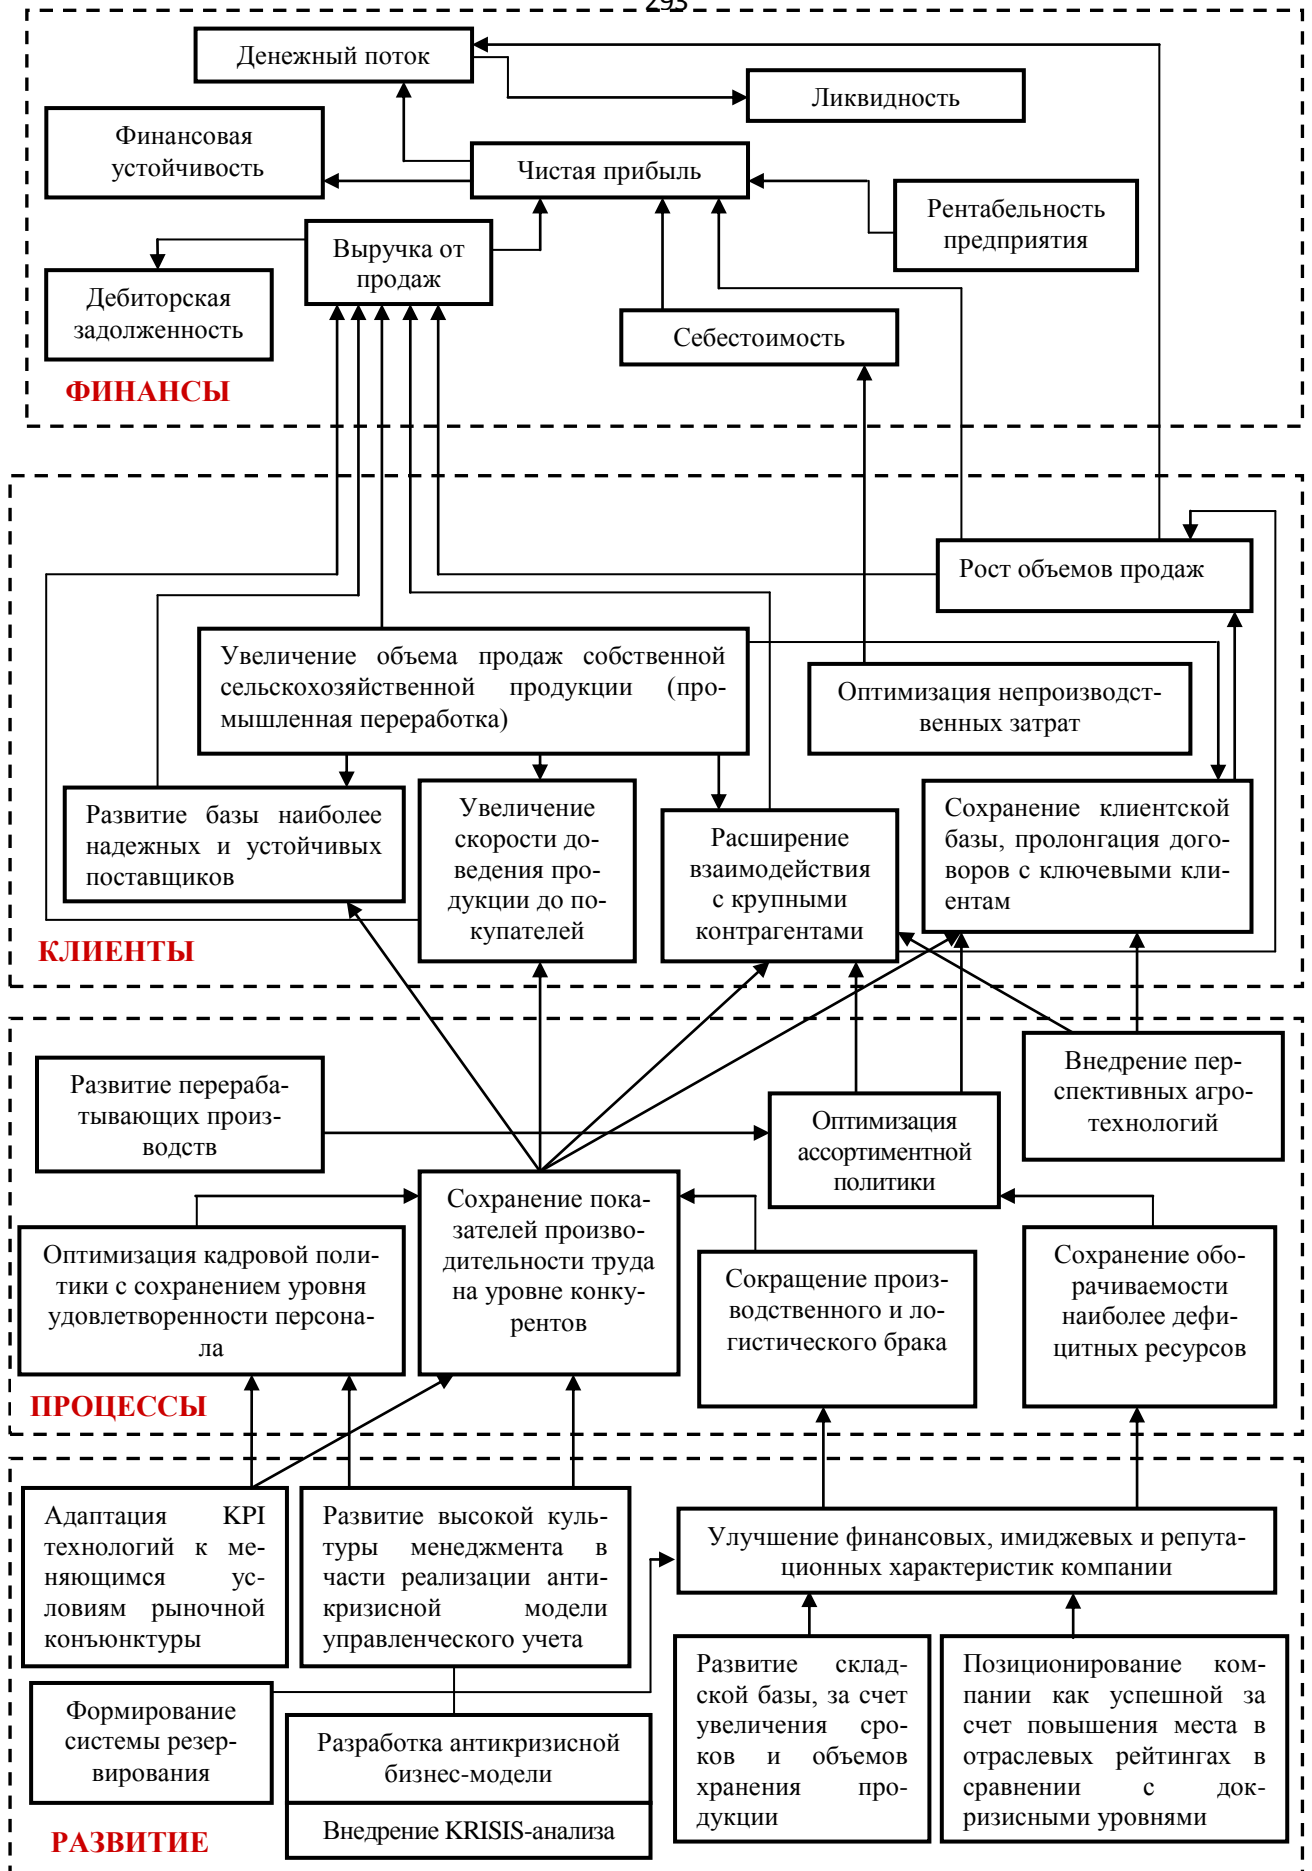 293
Денежный поток
Ликвидность
Финансовая
устойчивость
Чистая прибыль
Рентабельность
предприятия
Выручка от
продаж
Дебиторская
задолженность
Себестоимость
ФИНАНСЫ
Рост объемов продаж
Увеличение объема продаж собственной
сельскохозяйственной продукции (про-
мышленная переработка)
Оптимизация непроизводст-
венных затрат
Развитие базы наиболее
надежных и устойчивых
поставщиков
Увеличение
скорости до-
ведения про-
дукции до по-
купателей
Расширение
взаимодействия
с крупными
контрагентами
Сохранение клиентской
базы, пролонгация дого-
воров с ключевыми кли-
ентам
КЛИЕНТЫ
Развитие перераба-
тывающих произ-
водств
Оптимизация
ассортиментной
политики
Внедрение пер-
спективных агро-
технологий
Оптимизация кадровой поли-
тики с сохранением уровня
удовлетворенности персона-
ла
Сохранение пока-
зателей произво-
дительности труда
на уровне конку-
рентов
Сокращение произ-
водственного и ло-
гистического брака
Сохранение обо-
рачиваемости
наиболее дефи-
цитных ресурсов
ПРОЦЕССЫ
Адаптация KPI
технологий к ме-
няющимся ус-
ловиям рыночной
конъюнктуры
Развитие высокой куль-
туры менеджмента в
части реализации анти-
кризисной модели
управленческого учета
Улучшение финансовых, имиджевых и репута-
ционных характеристик компании
Формирование
системы резер-
вирования
Разработка антикризисной
бизнес-модели
Внедрение KRISIS-анализа
Развитие склад-
ской базы, за счет
увеличения сро-
ков и объемов
хранения про-
дукции
Позиционирование ком-
пании как успешной за
счет повышения места в
отраслевых рейтингах в
сравнении с док-
ризисными уровнями
РАЗВИТИЕ